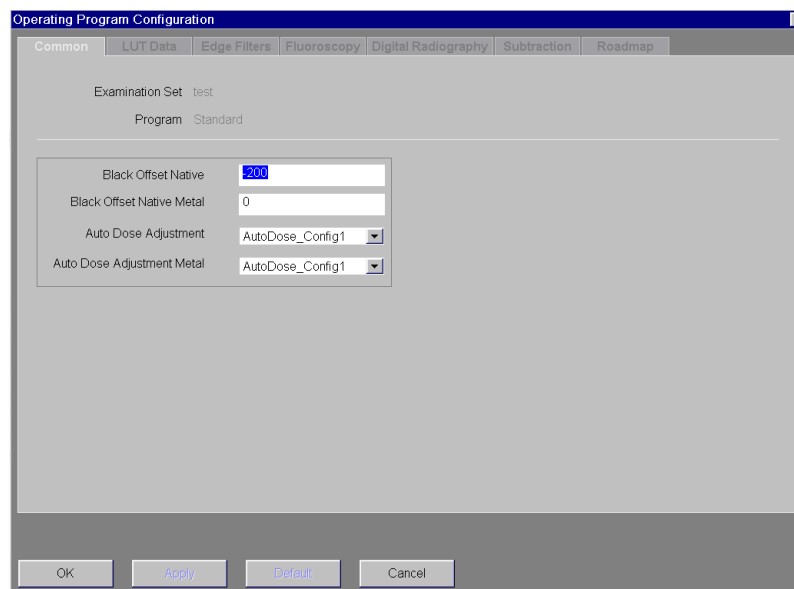 Operating Program Configuration
Common LUT Data Edge Filters Fluoroscopy Digital Radiography Subtraction Roadmap
Examination Set test
Program Standard
Black Offset Native -200
Black Offset Native Metal 0
Auto Dose Adjustment AutoDose_Config1
Auto Dose Adjustment Metal AutoDose_Config1
OK Apply Default Cancel